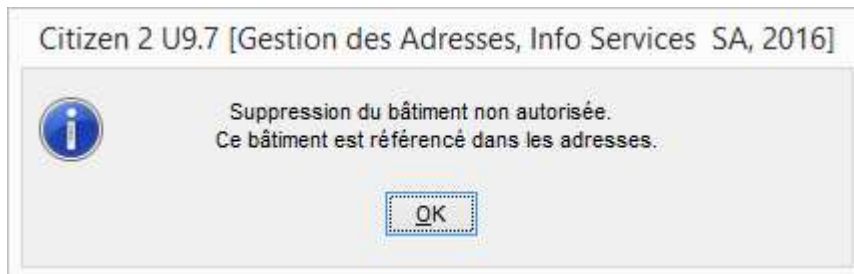 Citizen 2 U9.7 [Gestion des Adresses, Info Services  SA, 2016]
Suppression du bâtiment non autorisée.
Ce bâtiment est référencé dans les adresses.
OK